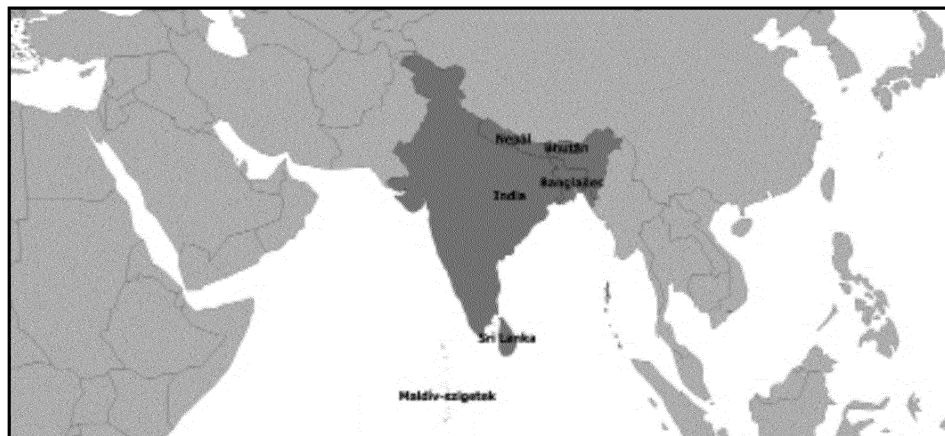 Nepál
Bhután
Banglades
India
Sri Lanka
Maldív-szigetek